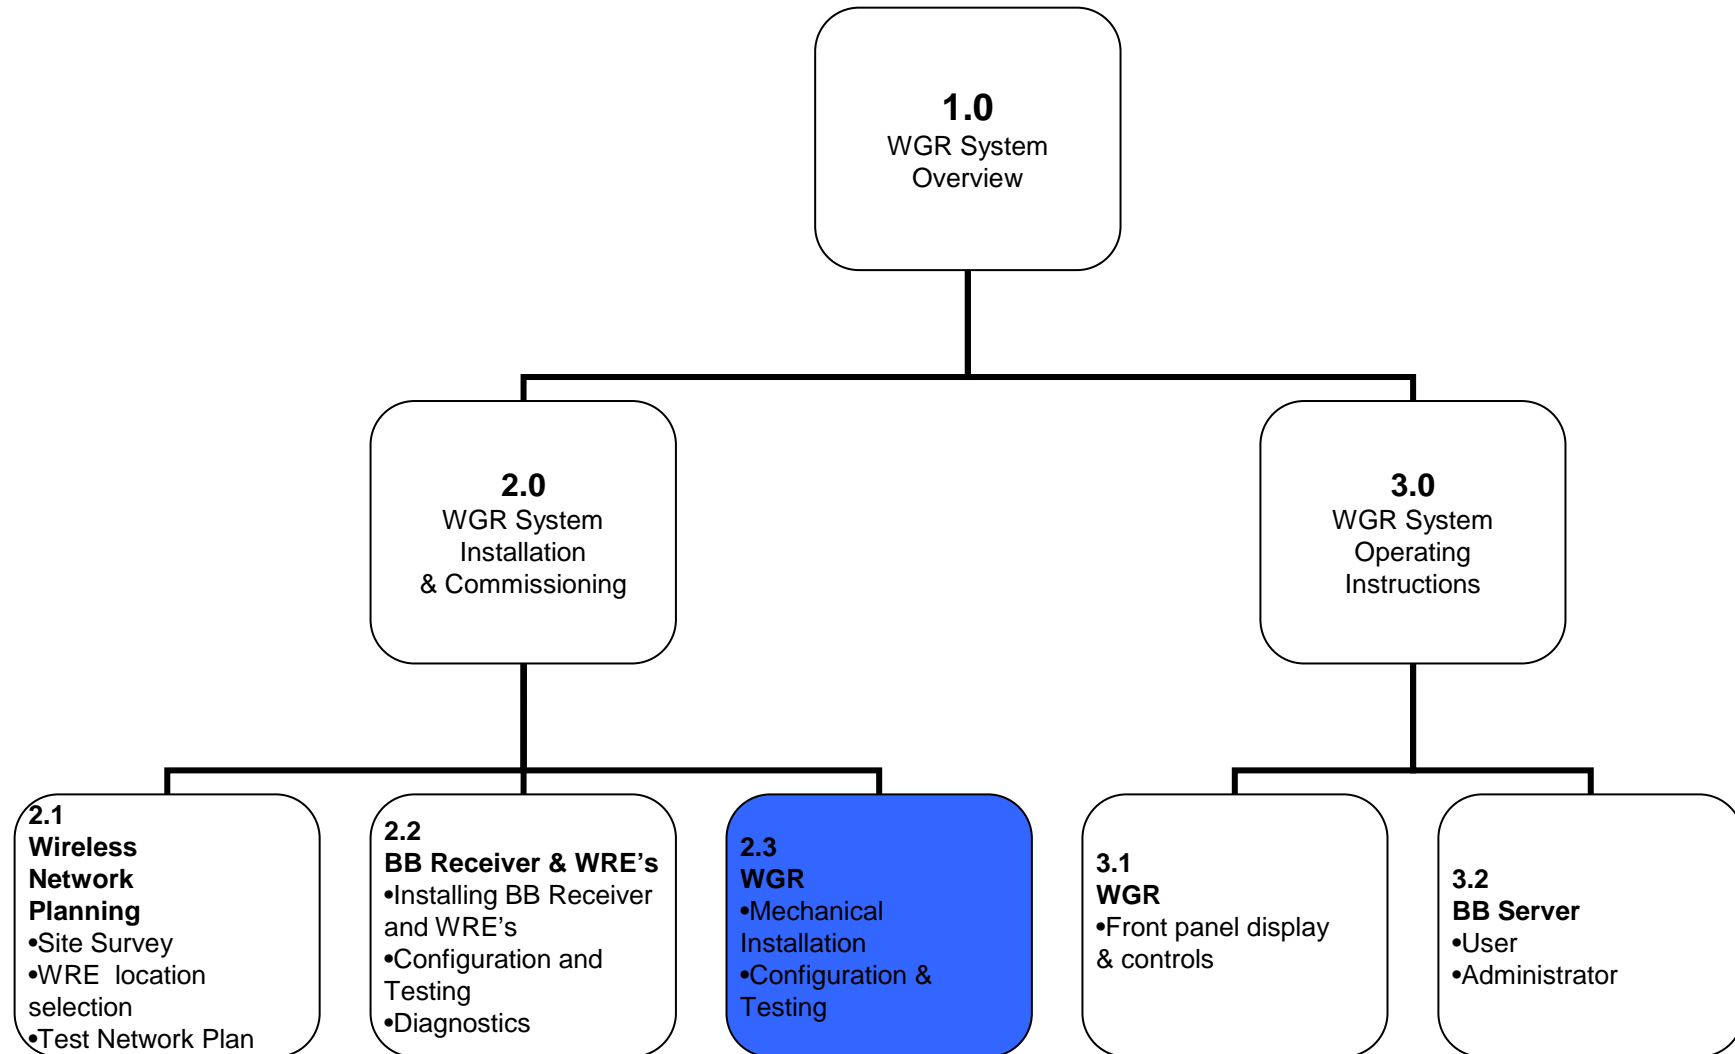 1.0
WGR System
Overview
2.0
WGR System
Installation
& Commissioning
3.0
WGR System
Operating
Instructions
2.1
Wireless
Network
Planning
•Site Survey
•WRE  location
selection
•Test Network Plan
2.2
BB Receiver & WRE’s
•Installing BB Receiver
and WRE’s
•Configuration and
Testing
•Diagnostics
2.3
WGR
•Mechanical
Installation
•Configuration &
Testing
3.1
WGR
•Front panel display
& controls
3.2
BB Server
•User
•Administrator